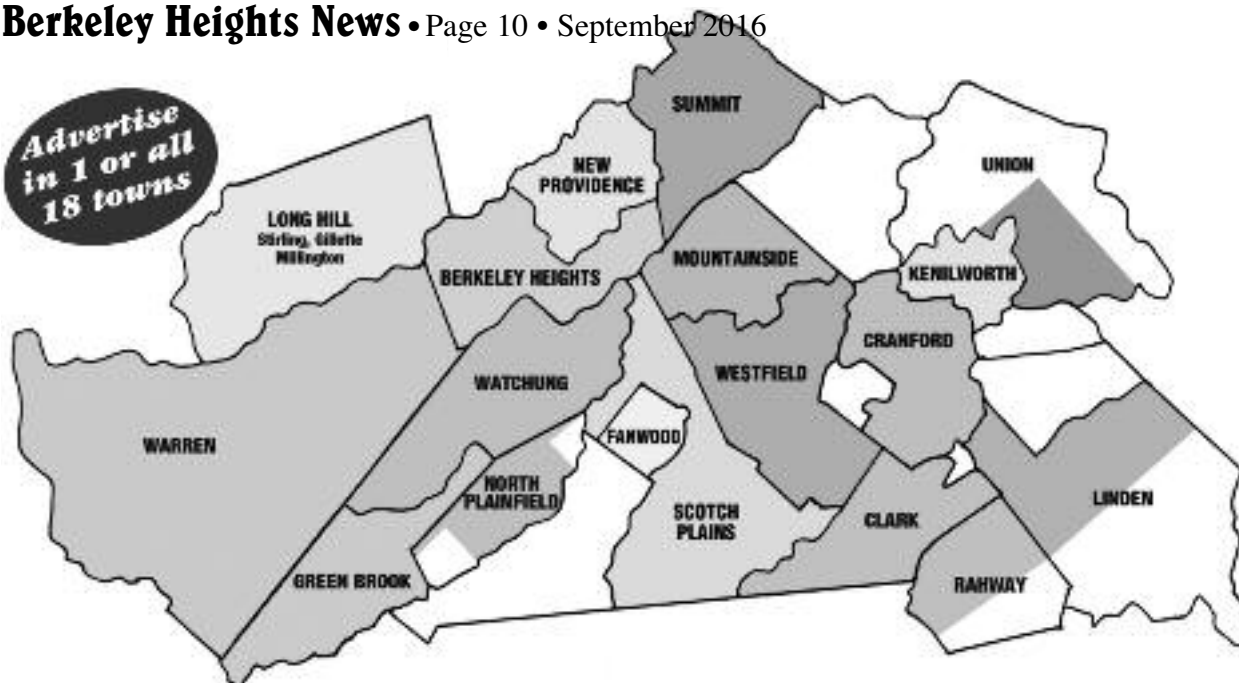 Berkeley Heights News • Page 10 • September 2016
Advertise
in 1 or all
18 towns
SUMMIT
NEW
PROVIDENCE
UNION
LONG HILL
Stirling, Gillette
Millington
BERKELEY HEIGHTS
MOUNTAINSIDE
KENILWORTH
CRANFORD
WATCHUNG
WESTFIELD
WARREN
FANWOOD
NORTH
PLAINFIELD
SCOTCH
PLAINS
CLARK
LINDEN
GREEN BROOK
RAHWAY